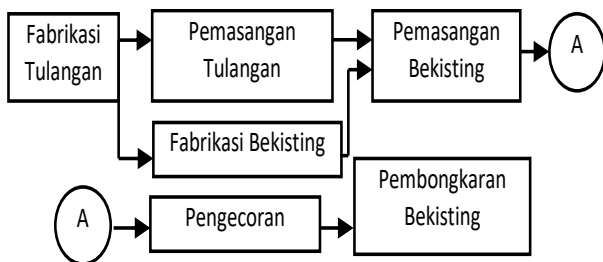 Fabrikasi
Tulangan
Pemasangan
Tulangan
Pemasangan
Bekisting
A
Fabrikasi Bekisting
A
Pengecoran
Pembongkaran
Bekisting